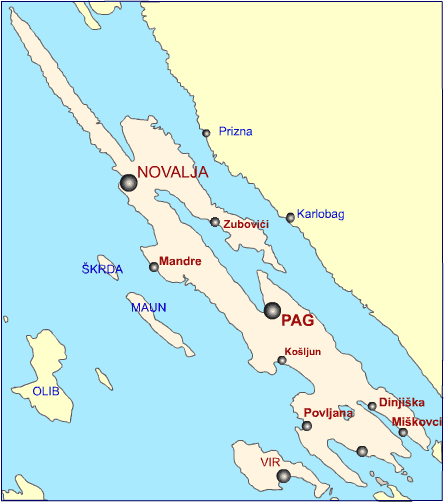 Prizna
NOVALJA
Karlobag
Zubovići
Mandre
ŠKRDA
MAUN
PAG
Košljun
OLIB
Dinjiška
Povljana
Miškovci
VIR